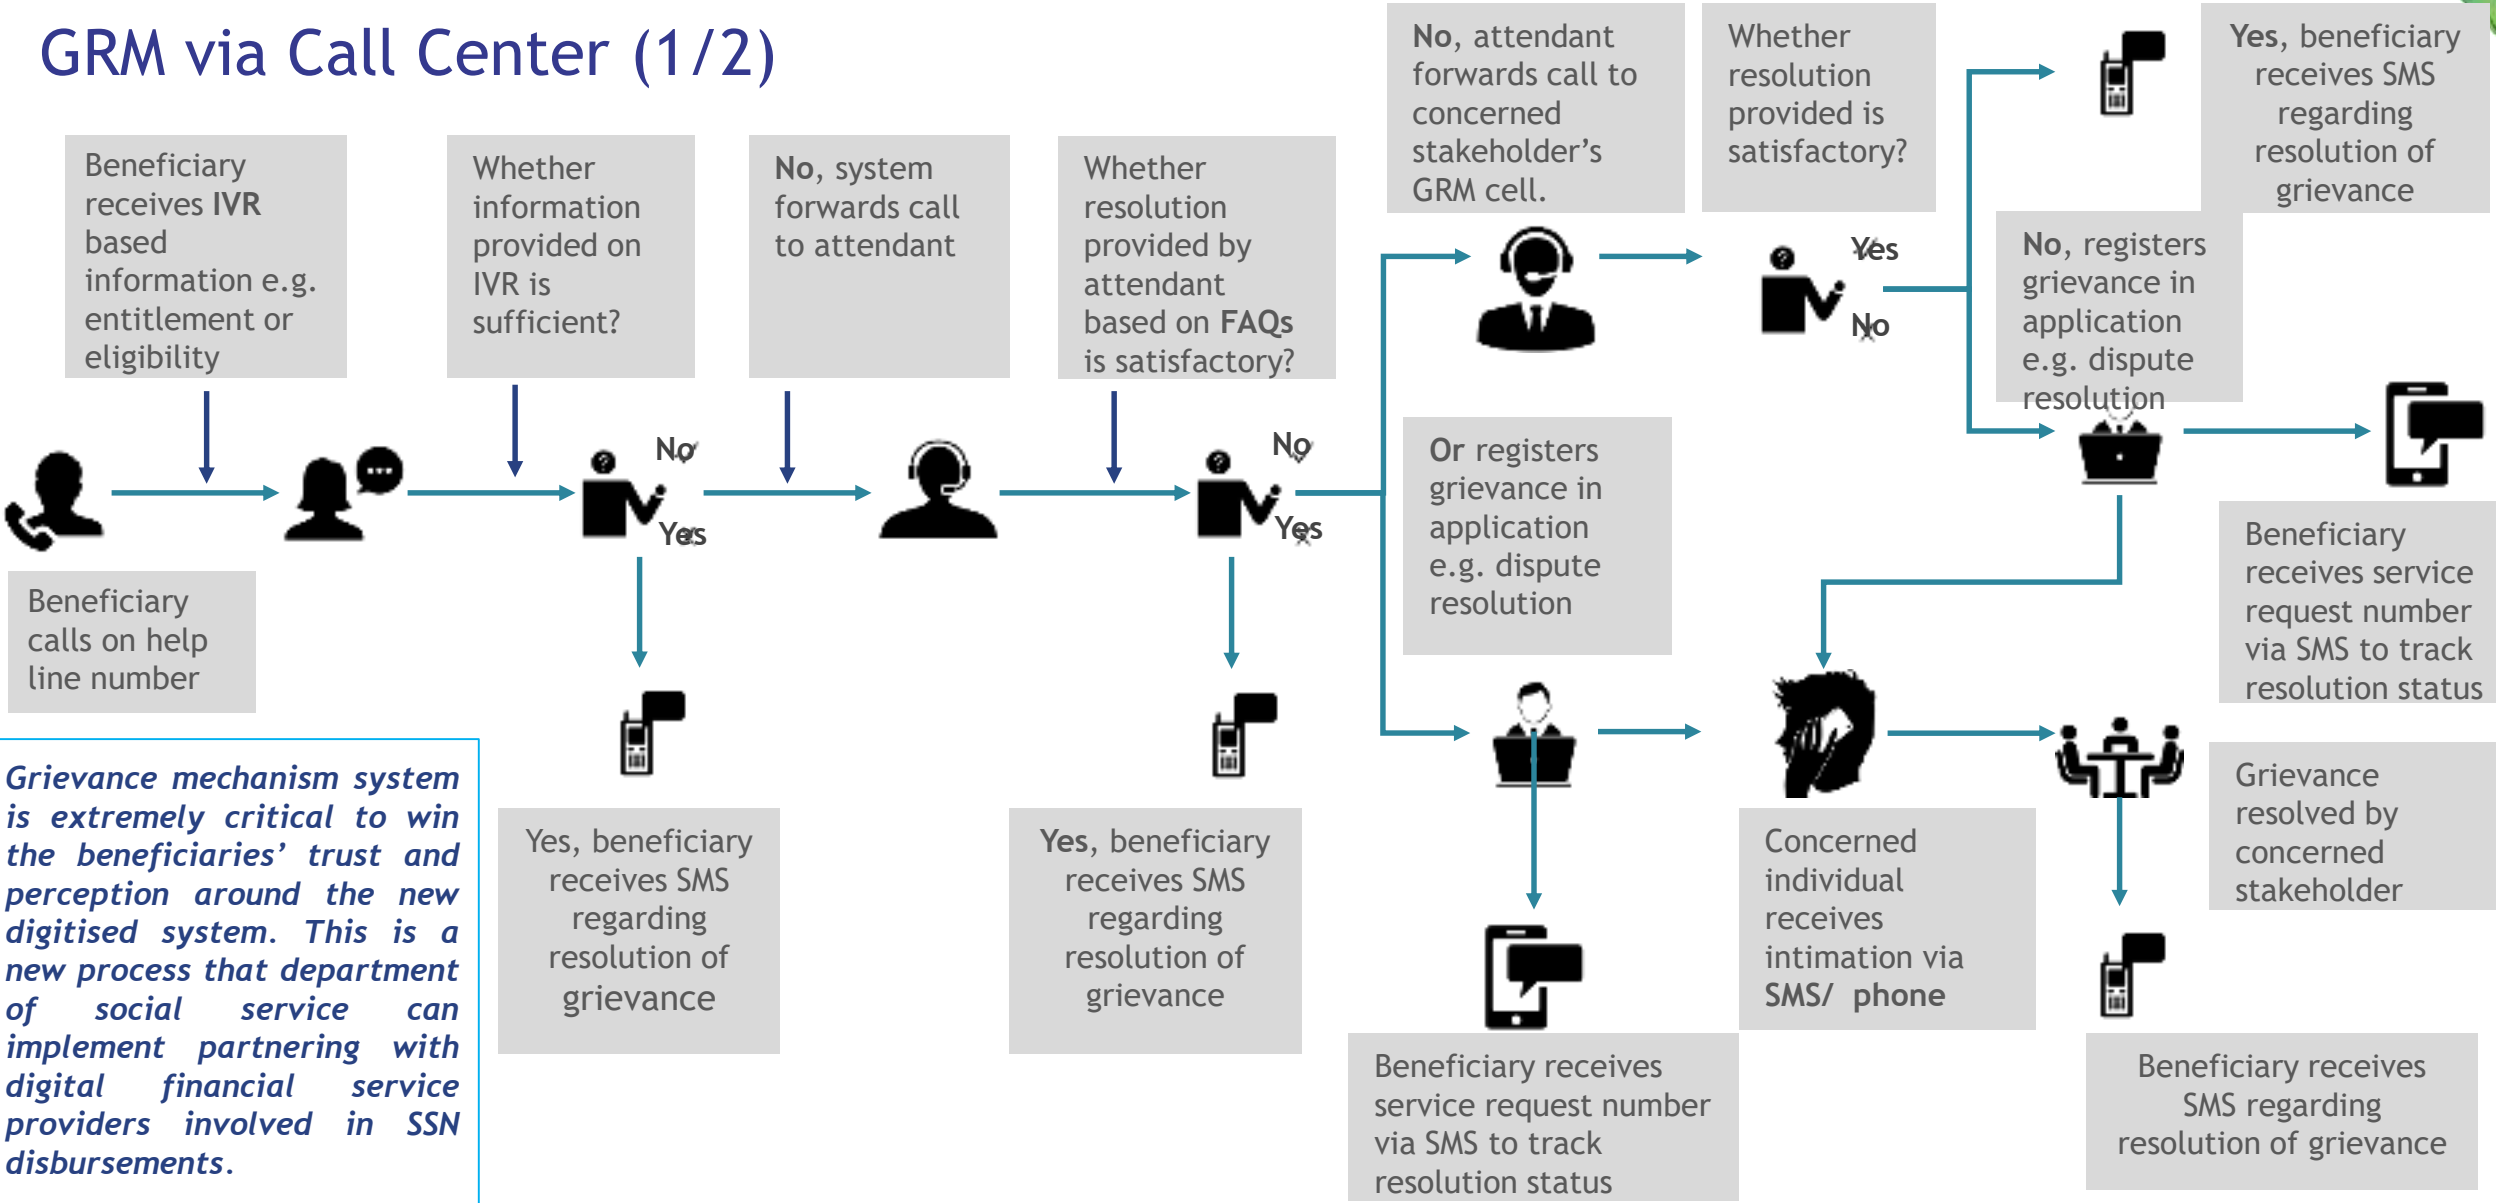 GRM via Call Center (1/2)
Beneficiary
receives IVR
based
information e.g.
entitlement or
eligibility
Whether
information
provided on
IVR is
sufficient?
No, system
forwards call
to attendant
Whether
resolution
provided by
attendant
based on FAQs
is satisfactory?
No, attendant
forwards call to
concerned
stakeholder’s
GRM cell.
Whether
resolution
provided is
satisfactory?
Yes, beneficiary
receives SMS
regarding
resolution of
grievance
Yes
No
No, registers
grievance in
application
e.g. dispute
resolution
No
Yes
No
Yes
Or registers
grievance in
application
e.g. dispute
resolution
Beneficiary
receives service
request number
via SMS to track
resolution status
Beneficiary
calls on help
line number
Grievance mechanism system
is extremely critical to win
the beneficiaries’ trust and
perception around the new
digitised system. This is a
new process that department
of social service can
implement partnering with
digital financial service
providers involved in SSN
disbursements.
Yes, beneficiary
receives SMS
regarding
resolution of
grievance
Yes, beneficiary
receives SMS
regarding
resolution of
grievance
Beneficiary receives
service request number
via SMS to track
resolution status
Concerned
individual
receives
intimation via
SMS/ phone
Grievance
resolved by
concerned
stakeholder
Beneficiary receives
SMS regarding
resolution of grievance